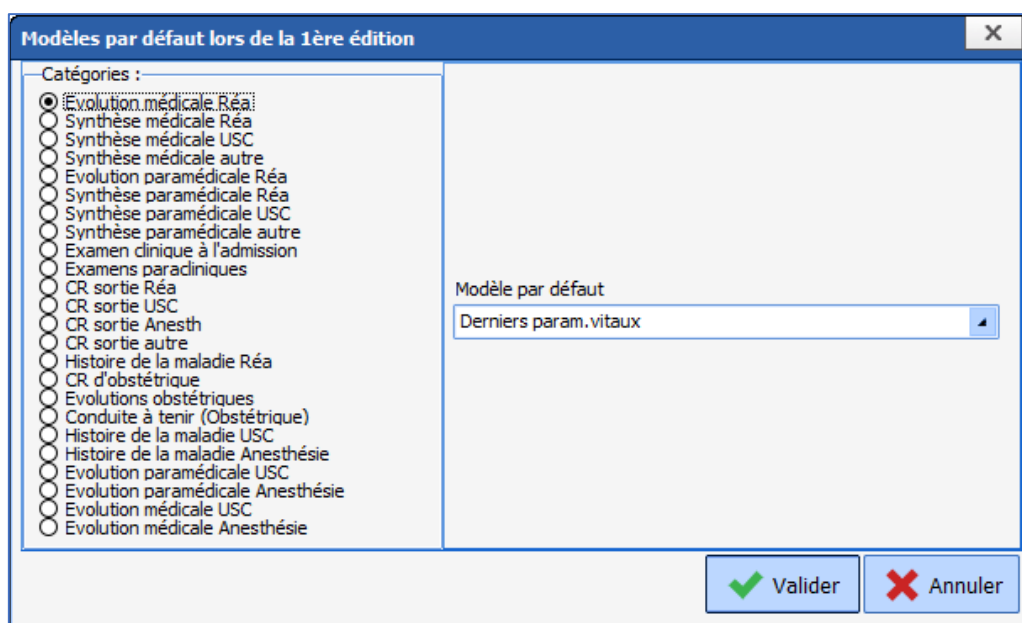 Modèles par défaut lors de la 1ère édition
Catégories :
Evolution médicale Réa
Synthèse médicale Réa
Synthèse médicale USC
Synthèse médicale autre
Evolution paramédicale Réa
Synthèse paramédicale Réa
Synthèse paramédicale USC
Synthèse paramédicale autre
Examen clinique à l'admission
Examens paracliniques
CR sortie Réa
CR sortie USC
CR sortie Anesth
CR sortie autre
Histoire de la maladie Réa
CR d'obstétrique
Evolutions obstétriques
Conduite à tenir (Obstétrique)
Histoire de la maladie USC
Histoire de la maladie Anesthésie
Evolution paramédicale USC
Evolution paramédicale Anesthésie
Evolution médicale USC
Evolution médicale Anesthésie
Modèle par défaut
Derniers param.vitaux
Valider
Annuler